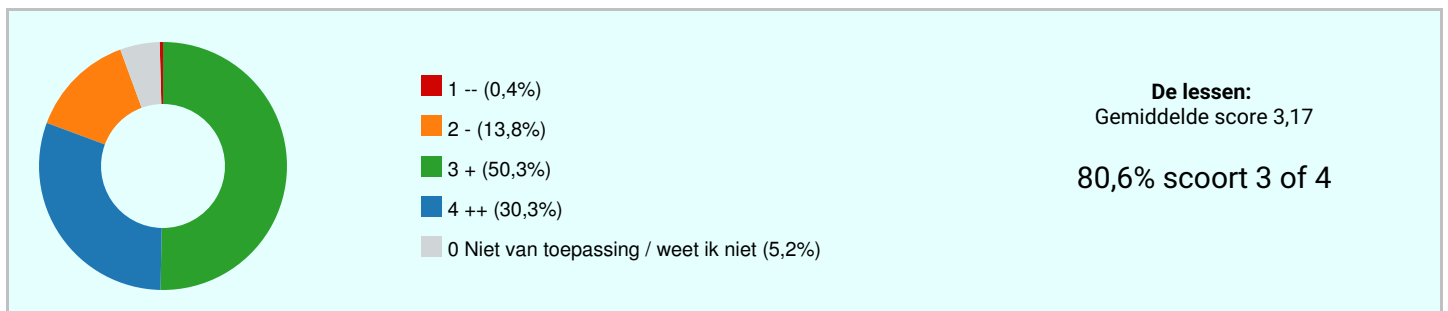 1 -- (0,4%)
2 - (13,8%)
3 + (50,3%)
4 ++ (30,3%)
0 Niet van toepassing / weet ik niet (5,2%)
De lessen:
Gemiddelde score 3,17
80,6% scoort 3 of 4